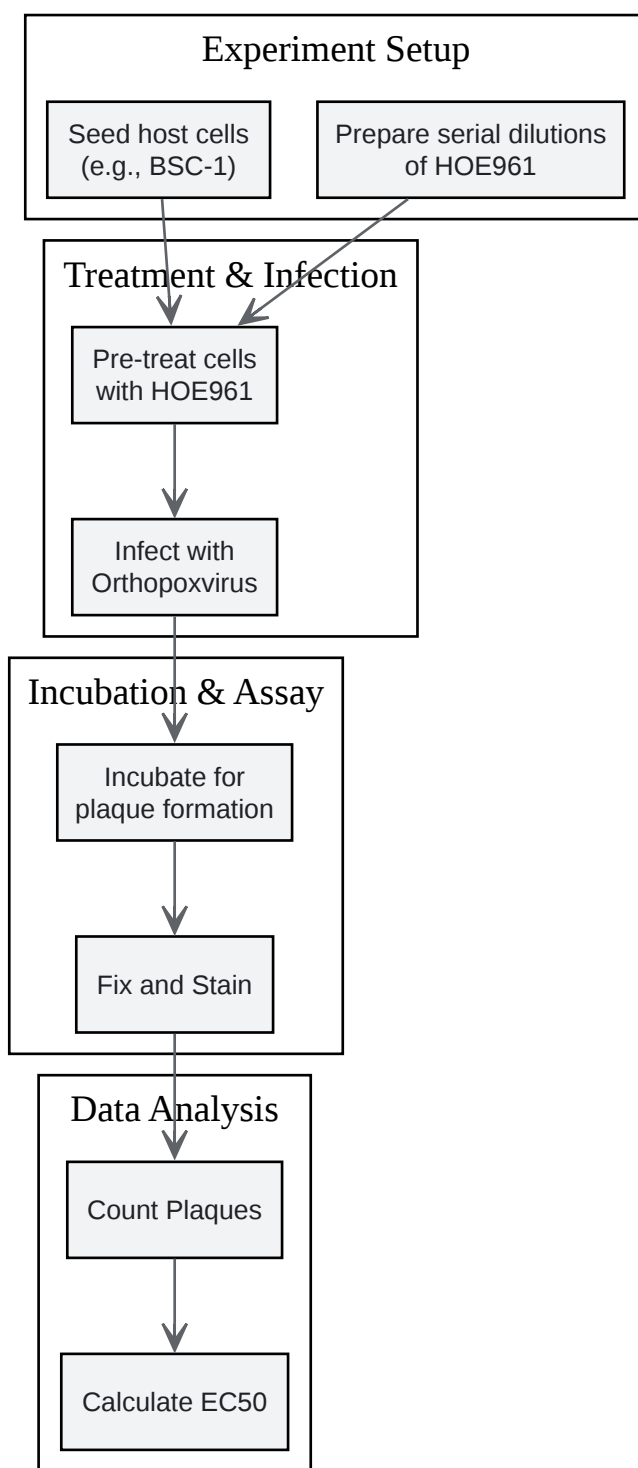 Experiment Setup
Seed host cells
(e.g., BSC-1)
Prepare serial dilutions
of HOE961
Treatment & Infection
Pre-treat cells
with HOE961
Infect with
Orthopoxvirus
Incubation & Assay
Incubate for
plaque formation
Fix and Stain
Data Analysis
Count Plaques
Calculate EC50